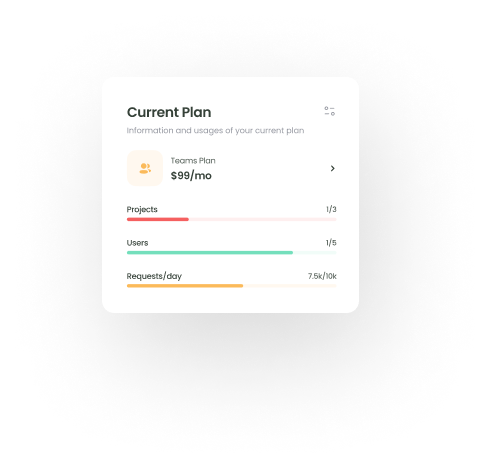 Current Plan
Information and usages of your current plan
Teams Plan
$99/mo
Projects 1/3
Users 1/5
Requests/day 7.5k/10k